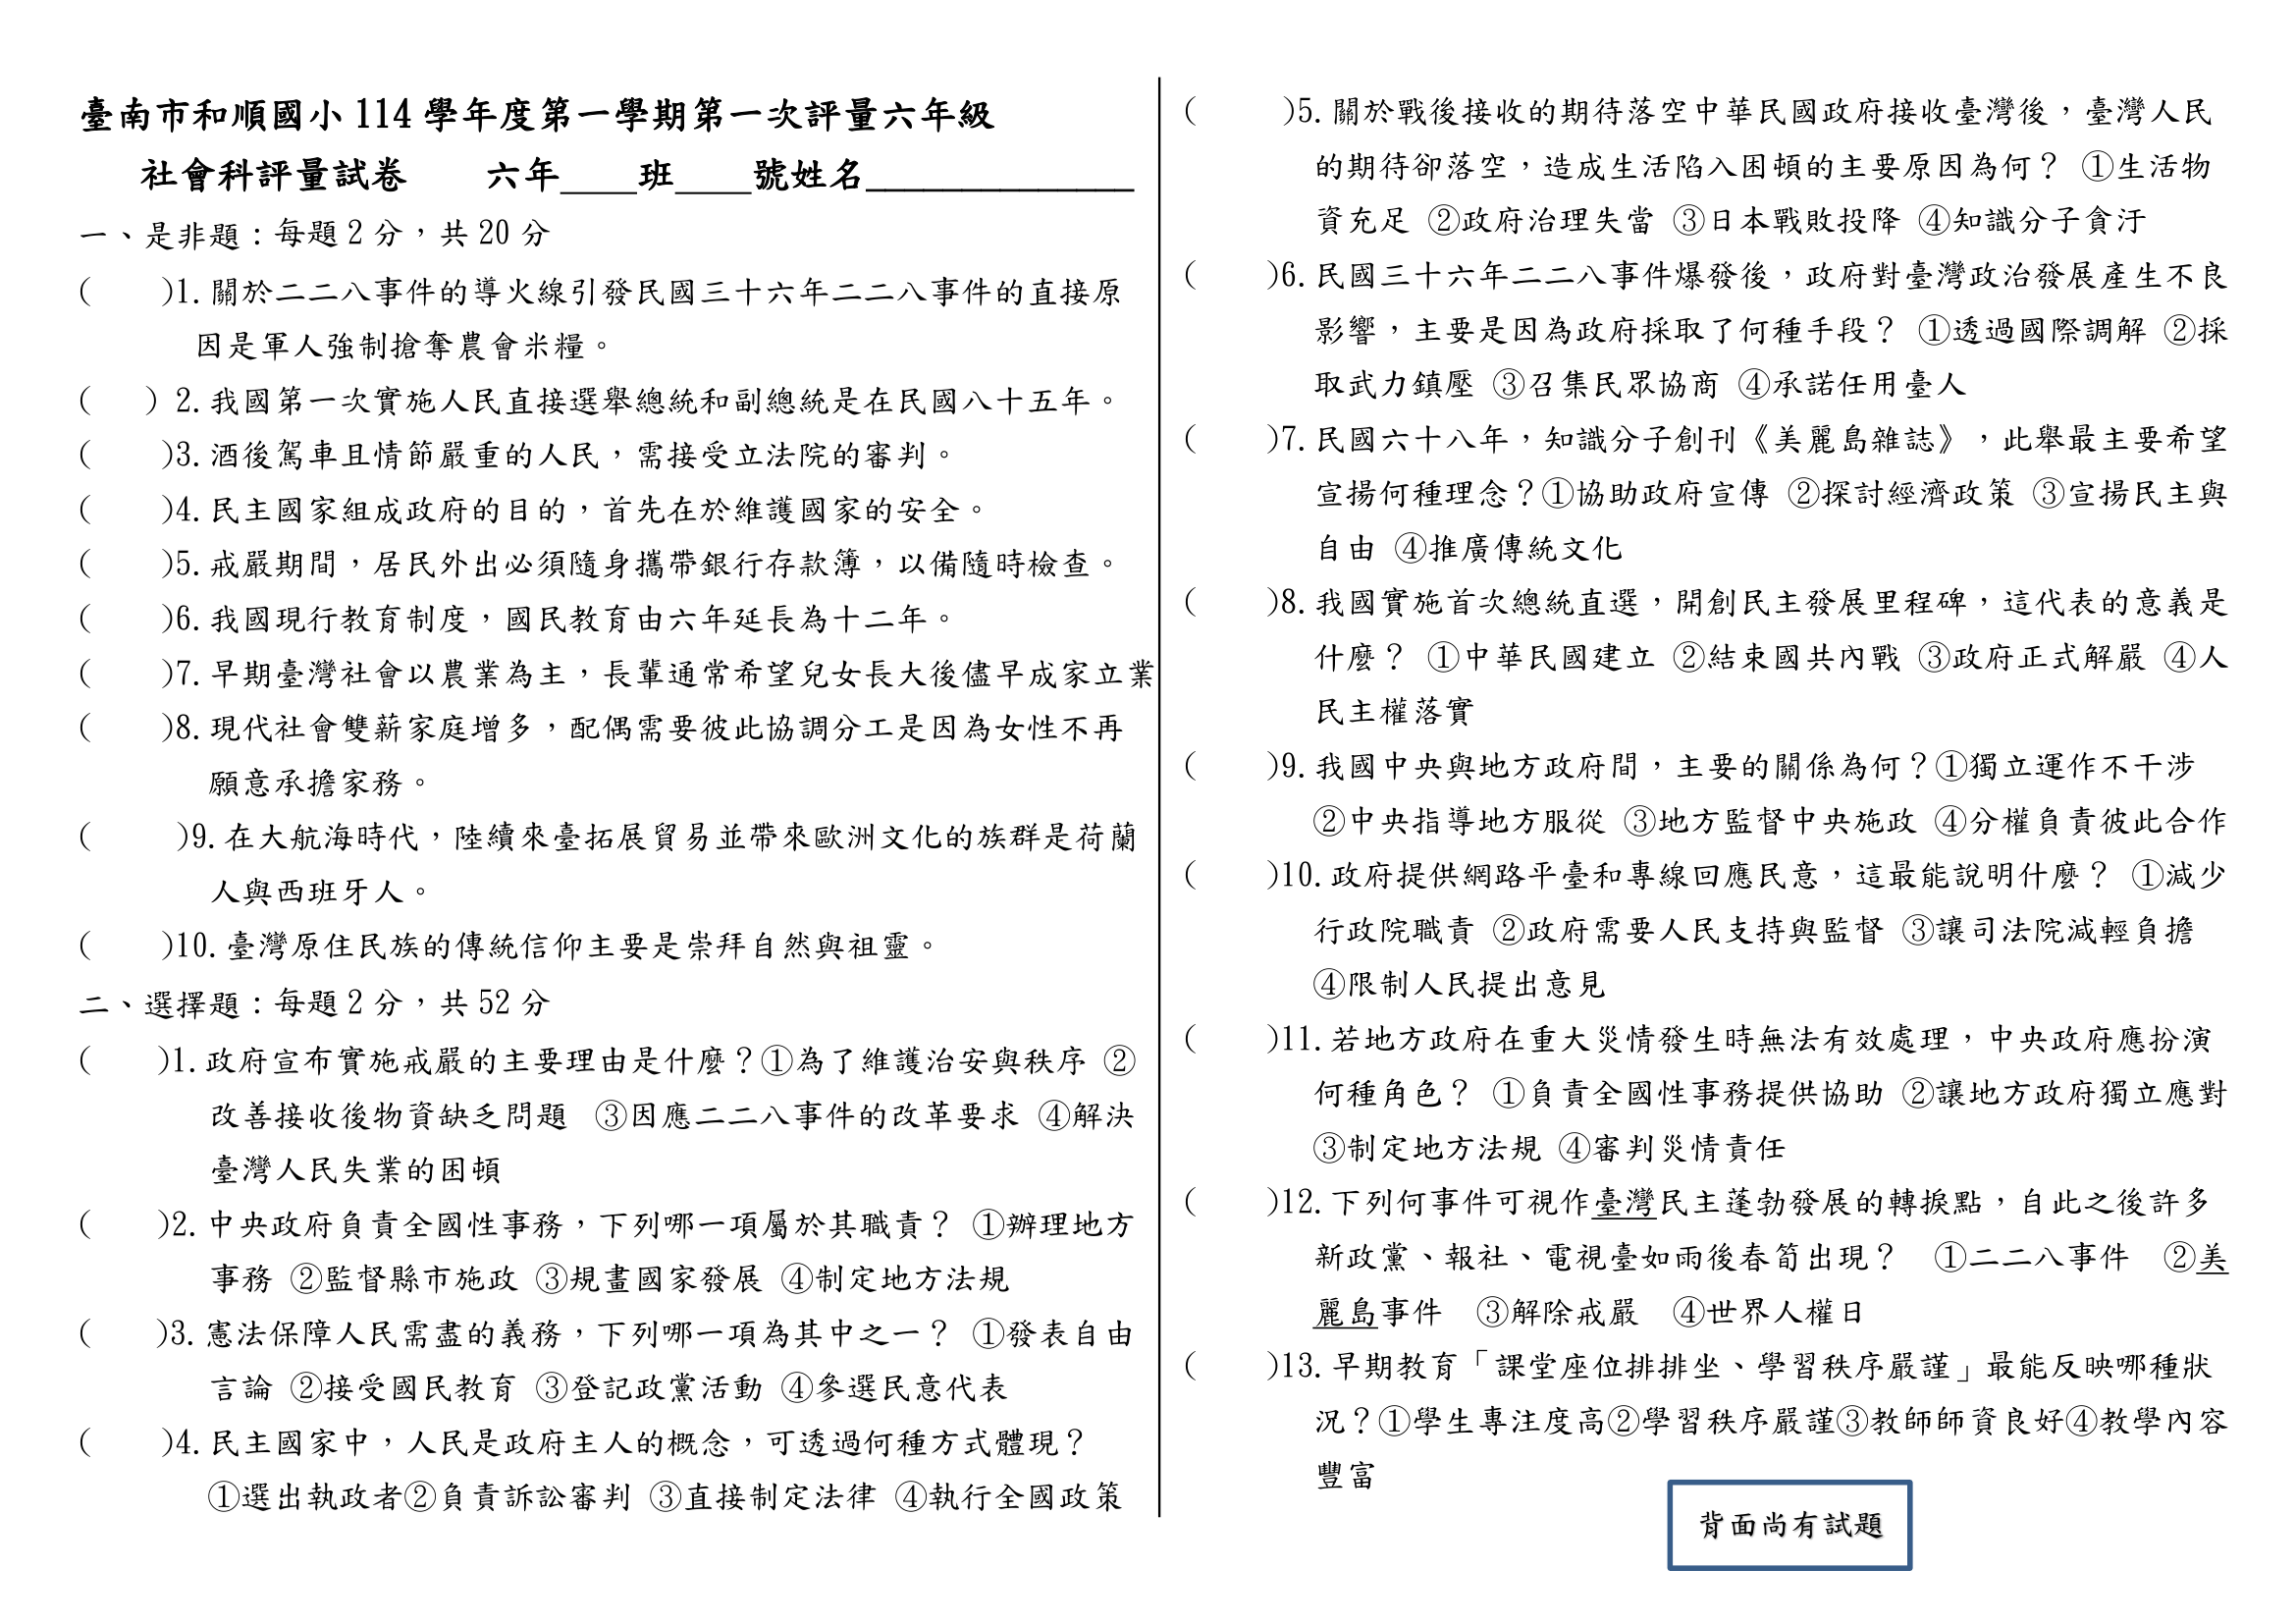 臺南市和順國小 114 學年度第一學期第一次評量六年級
社會科評量試卷　　六年____班____號姓名______________
一、是非題：每題 2 分，共 20 分
(　　)1.關於二二八事件的導火線引發民國三十六年二二八事件的直接原
因是軍人強制搶奪農會米糧。
(　　) 2.我國第一次實施人民直接選舉總統和副總統是在民國八十五年。
(　　)3.酒後駕車且情節嚴重的人民，需接受立法院的審判。
(　　)4.民主國家組成政府的目的，首先在於維護國家的安全。
(　　)5.戒嚴期間，居民外出必須隨身攜帶銀行存款簿，以備隨時檢查。
(　　)6.我國現行教育制度，國民教育由六年延長為十二年。
(　　)7.早期臺灣社會以農業為主，長輩通常希望兒女長大後儘早成家立業
(　　)8.現代社會雙薪家庭增多，配偶需要彼此協調分工是因為女性不再
願意承擔家務。
(　　)9.在大航海時代，陸續來臺拓展貿易並帶來歐洲文化的族群是荷蘭
人與西班牙人。
(　　)10.臺灣原住民族的傳統信仰主要是崇拜自然與祖靈。
二、選擇題：每題 2 分，共 52 分
(　　)1.政府宣布實施戒嚴的主要理由是什麼？①為了維護治安與秩序 ②
改善接收後物資缺乏問題　③因應二二八事件的改革要求 ④解決
臺灣人民失業的困頓
(　　)2.中央政府負責全國性事務，下列哪一項屬於其職責？ ①辦理地方
事務 ②監督縣市施政 ③規畫國家發展 ④制定地方法規
(　　)3.憲法保障人民需盡的義務，下列哪一項為其中之一？ ①發表自由
言論 ②接受國民教育 ③登記政黨活動 ④參選民意代表
(　　)4.民主國家中，人民是政府主人的概念，可透過何種方式體現？
①選出執政者②負責訴訟審判 ③直接制定法律 ④執行全國政策
(　　)5.關於戰後接收的期待落空中華民國政府接收臺灣後，臺灣人民
的期待卻落空，造成生活陷入困頓的主要原因為何？ ①生活物
資充足 ②政府治理失當 ③日本戰敗投降 ④知識分子貪汙
(　　)6.民國三十六年二二八事件爆發後，政府對臺灣政治發展產生不良
影響，主要是因為政府採取了何種手段？ ①透過國際調解 ②採
取武力鎮壓 ③召集民眾協商 ④承諾任用臺人
(　　)7.民國六十八年，知識分子創刊《美麗島雜誌》，此舉最主要希望
宣揚何種理念？①協助政府宣傳 ②探討經濟政策 ③宣揚民主與
自由 ④推廣傳統文化
(　　)8.我國實施首次總統直選，開創民主發展里程碑，這代表的意義是
什麼？ ①中華民國建立 ②結束國共內戰 ③政府正式解嚴 ④人
民主權落實
(　　)9.我國中央與地方政府間，主要的關係為何？①獨立運作不干涉
②中央指導地方服從 ③地方監督中央施政 ④分權負責彼此合作
(　　)10.政府提供網路平臺和專線回應民意，這最能說明什麼？ ①減少
行政院職責 ②政府需要人民支持與監督 ③讓司法院減輕負擔
④限制人民提出意見
(　　)11.若地方政府在重大災情發生時無法有效處理，中央政府應扮演
何種角色？ ①負責全國性事務提供協助 ②讓地方政府獨立應對
③制定地方法規 ④審判災情責任
(　　)12.下列何事件可視作臺灣民主蓬勃發展的轉捩點，自此之後許多
新政黨、報社、電視臺如雨後春筍出現？　①二二八事件　②美
麗島事件　③解除戒嚴　④世界人權日
(　　)13.早期教育「課堂座位排排坐、學習秩序嚴謹」最能反映哪種狀
況？①學生專注度高②學習秩序嚴謹③教師師資良好④教學內容
豐富
背面尚有試題